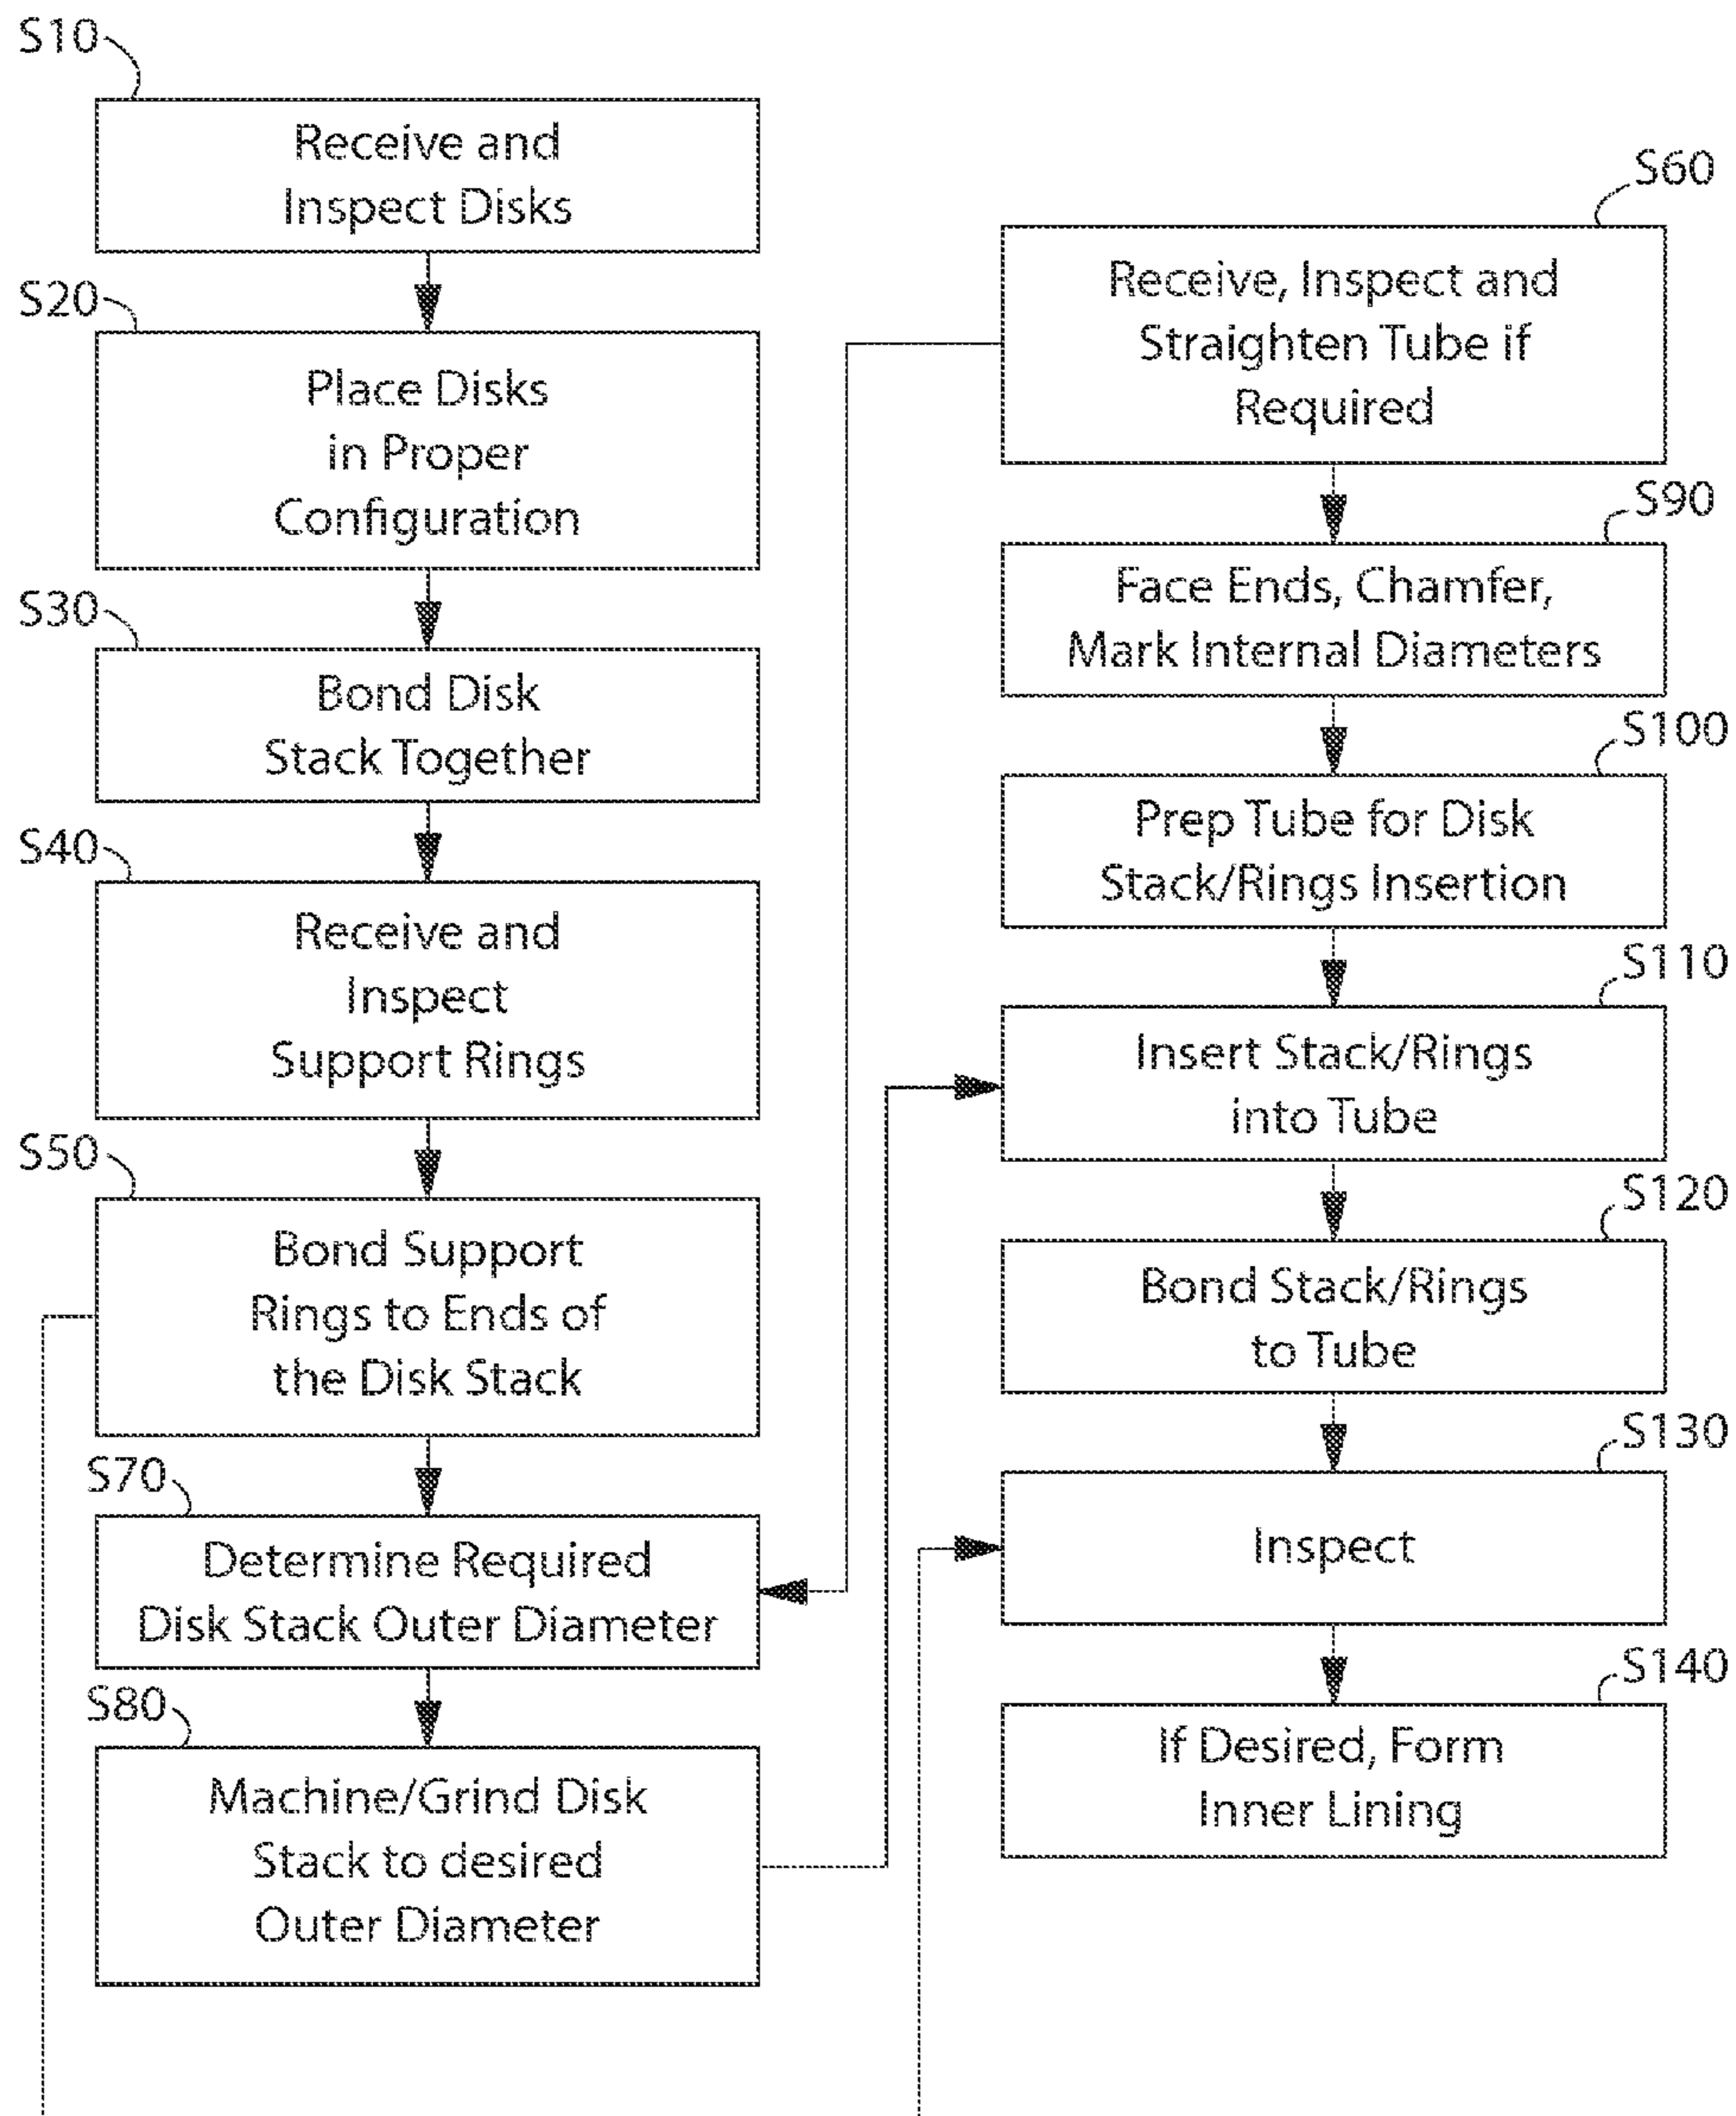 S10
Receive and
Inspect Disks
S20
Place Disks
in Proper
Configuration
S30
Bond Disk
Stack Together
S40
Receive and
Inspect
Support Rings
S50
Bond Support
Rings to Ends of
the Disk Stack
S70
Determine Required
Disk Stack Outer Diameter
S80
Machine/Grind Disk
Stack to desired
Outer Diameter
S60
Receive, Inspect and
Straighten Tube if
Required
S90
Face Ends, Chamfer,
Mark Internal Diameters
S100
Prep Tube for Disk
Stack/Rings Insertion
S110
Insert Stack/Rings
into Tube
S120
Bond Stack/Rings
to Tube
S130
Inspect
S140
If Desired, Form
Inner Lining